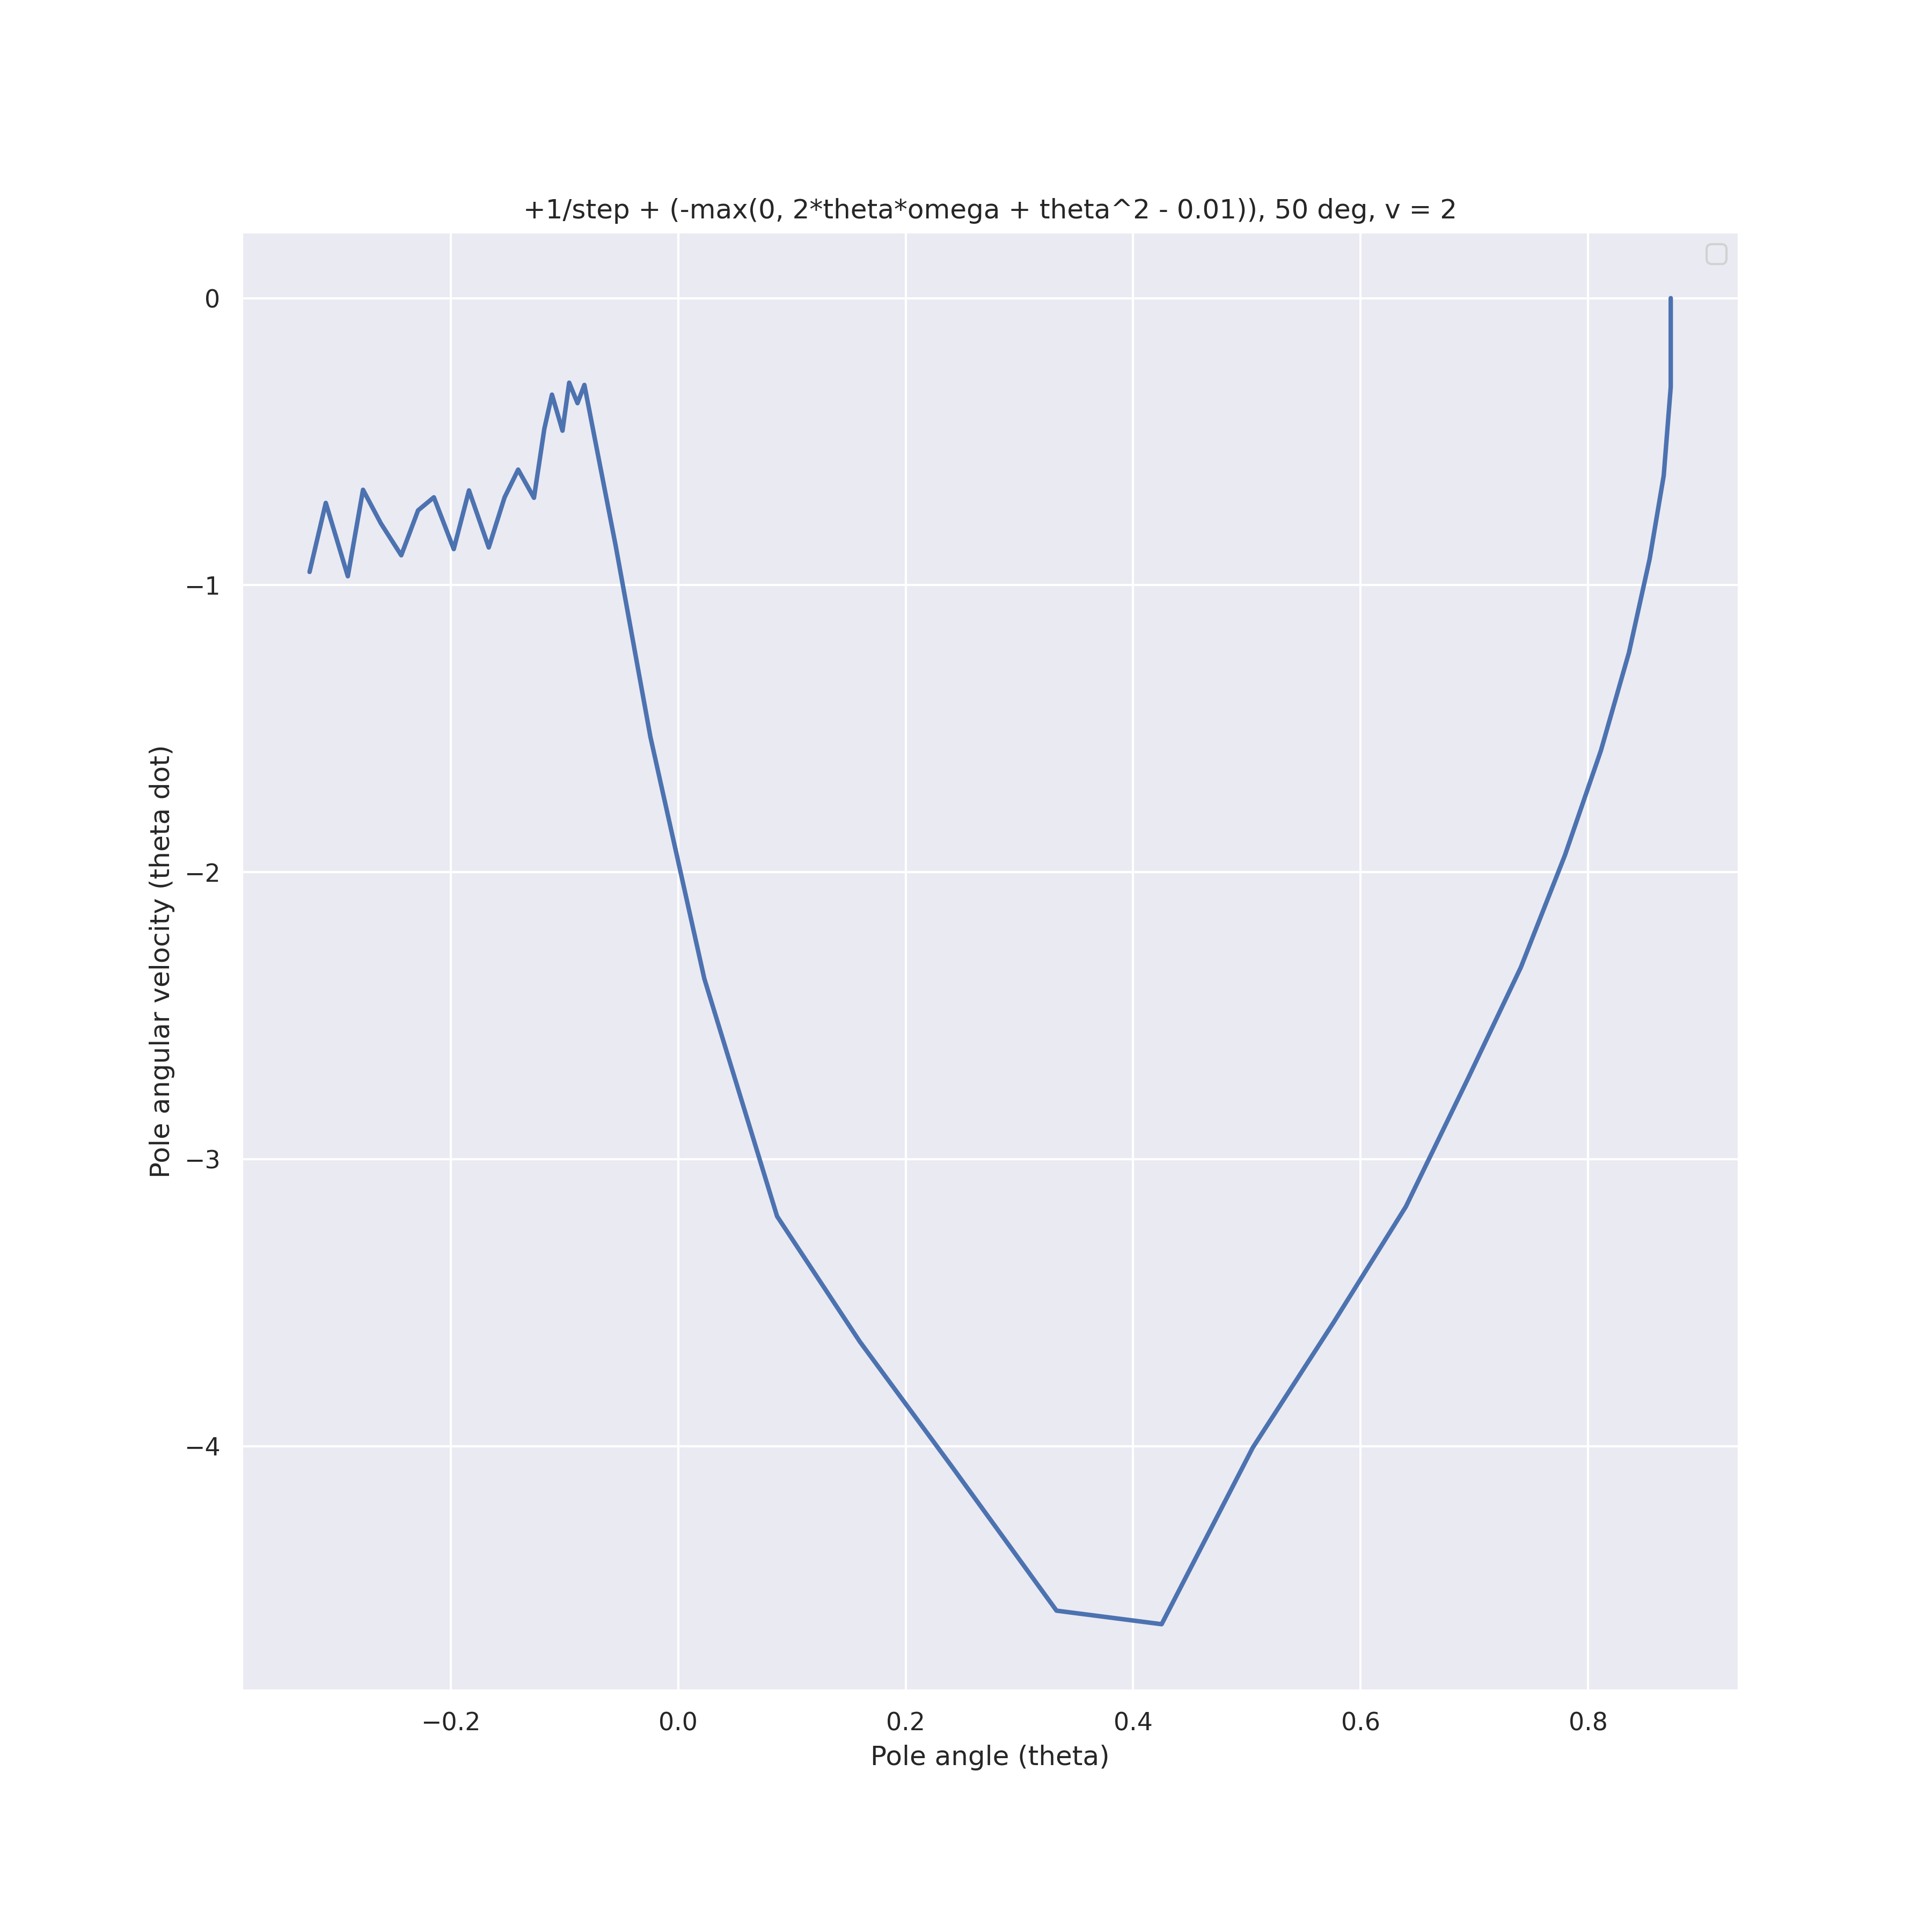 +1/step + (-max(0, 2*theta*omega + theta^2 - 0.01)), 50 deg, v = 2
0
−1
−2
−3
−4
Pole angular velocity (theta dot)
−0.2 0.0 0.2 0.4 0.6 0.8
Pole angle (theta)